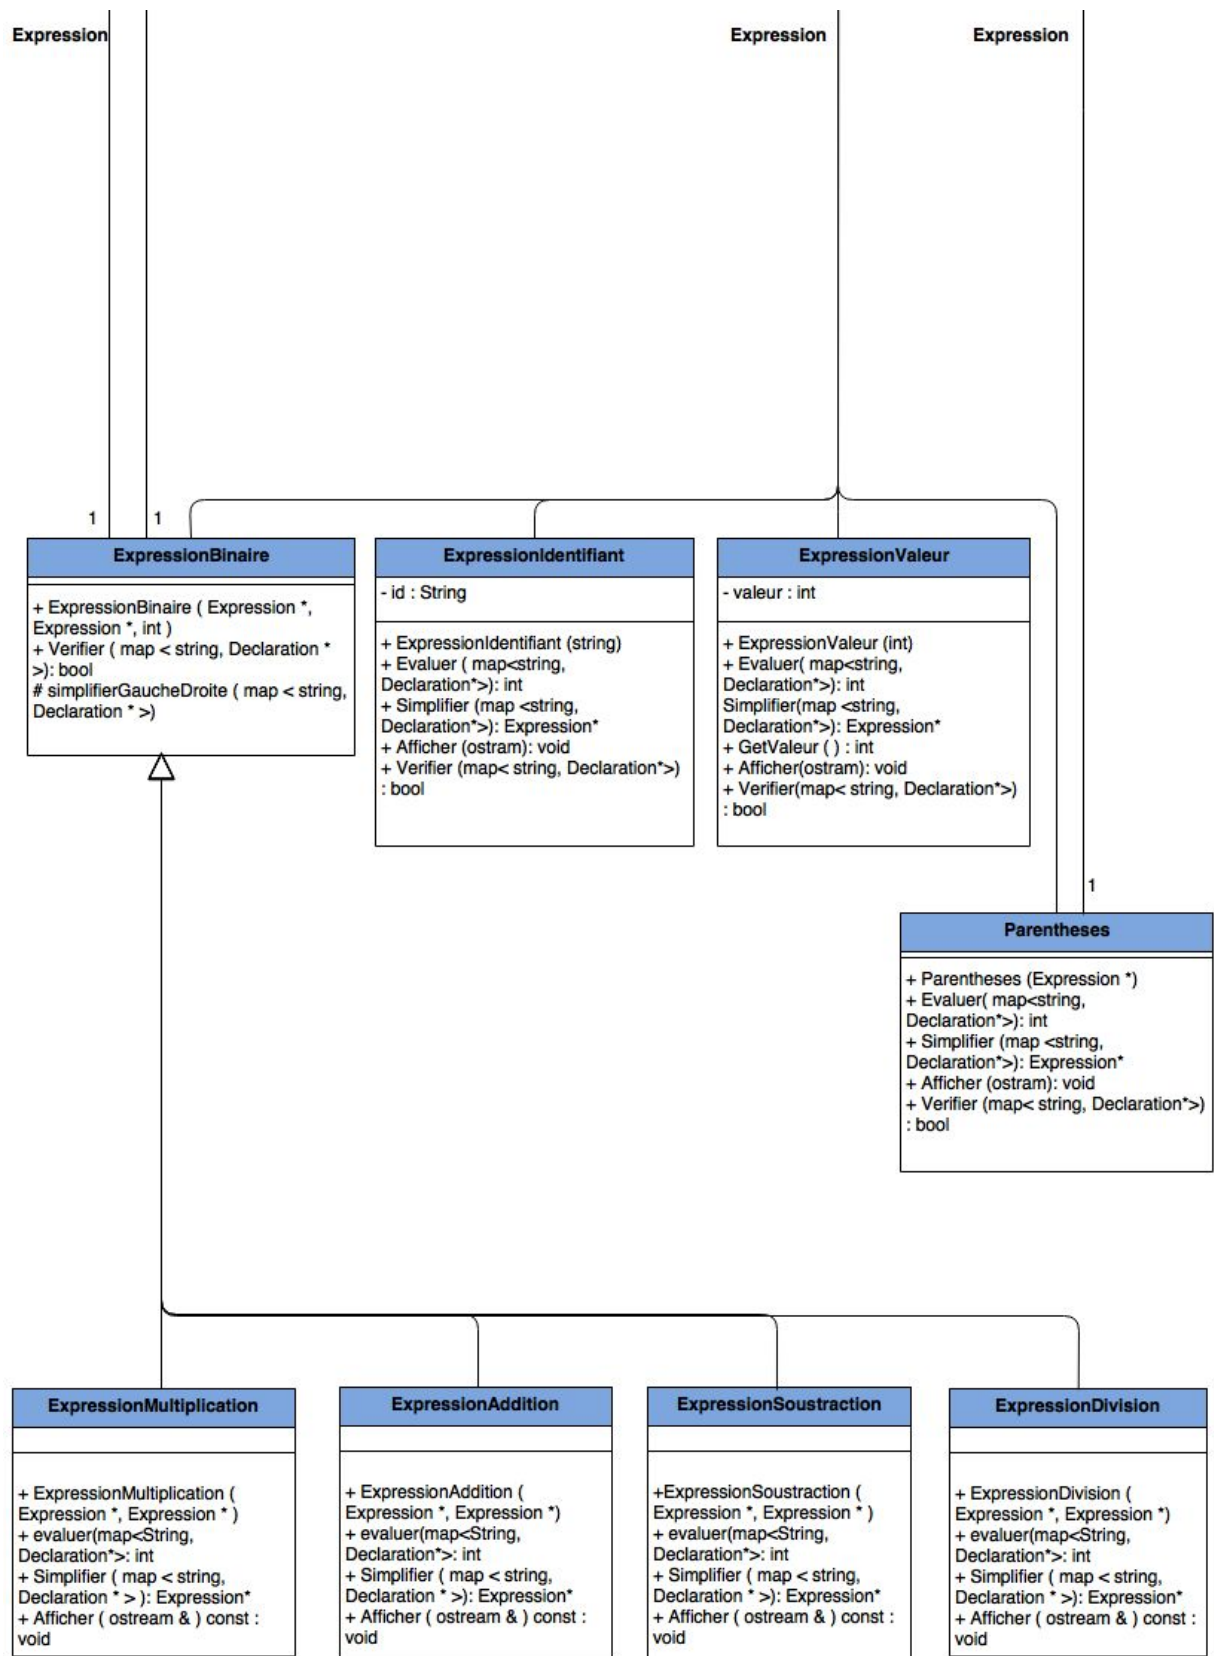 Expression
Expression
Expression
1
1
ExpressionBinaire
+ ExpressionBinaire ( Expression *,
Expression *, int )
+ Verifier ( map < string, Declaration *
>): bool
# simplifierGaucheDroite ( map < string,
Declaration * >)
ExpressionIdentifiant
- id : String
+ ExpressionIdentifiant (string)
+ Evaluer ( map<string,
Declaration*>): int
+ Simplifier (map <string,
Declaration*>): Expression*
+ Afficher (ostram): void
+ Verifier (map< string, Declaration*>)
: bool
ExpressionValeur
- valeur : int
+ ExpressionValeur (int)
+ Evaluer( map<string,
Declaration*>): int
Simplifier(map <string,
Declaration*>): Expression*
+ GetValeur ( ) : int
+ Afficher(ostram): void
+ Verifier(map< string, Declaration*>)
: bool
1
Parentheses
+ Parentheses (Expression *)
+ Evaluer( map<string,
Declaration*>): int
+ Simplifier (map <string,
Declaration*>): Expression*
+ Afficher (ostram): void
+ Verifier (map< string, Declaration*>)
: bool
ExpressionMultiplication
+ ExpressionMultiplication (
Expression *, Expression * )
+ evaluer(map<String,
Declaration*>: int
+ Simplifier ( map < string,
Declaration * > ): Expression*
+ Afficher ( ostream & ) const :
void
ExpressionAddition
+ ExpressionAddition (
Expression *, Expression *)
+ evaluer(map<String,
Declaration*>: int
+ Simplifier ( map < string,
Declaration * >): Expression*
+ Afficher ( ostream & ) const :
void
ExpressionSoustraction
+ExpressionSoustraction (
Expression *, Expression * )
+ evaluer(map<String,
Declaration*>: int
+ Simplifier ( map < string,
Declaration * >): Expression*
+ Afficher ( ostream & ) const :
void
ExpressionDivision
+ ExpressionDivision (
Expression *, Expression *)
+ evaluer(map<String,
Declaration*>: int
+ Simplifier ( map < string,
Declaration * >): Expression*
+ Afficher ( ostream & ) const :
void